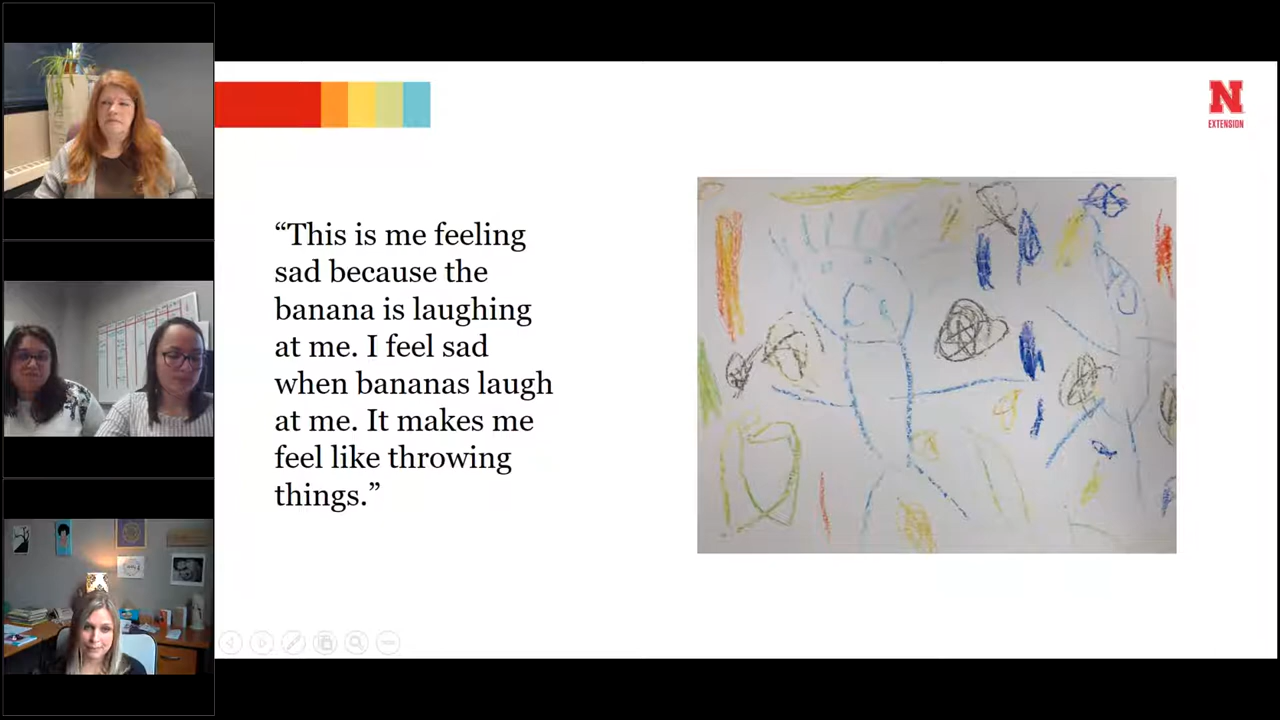 “This is me feeling
sad because the
banana is laughing
at me. I feel sad
when bananas laugh
at me. It makes me
feel like throwing
things.”
N
EXTENSION